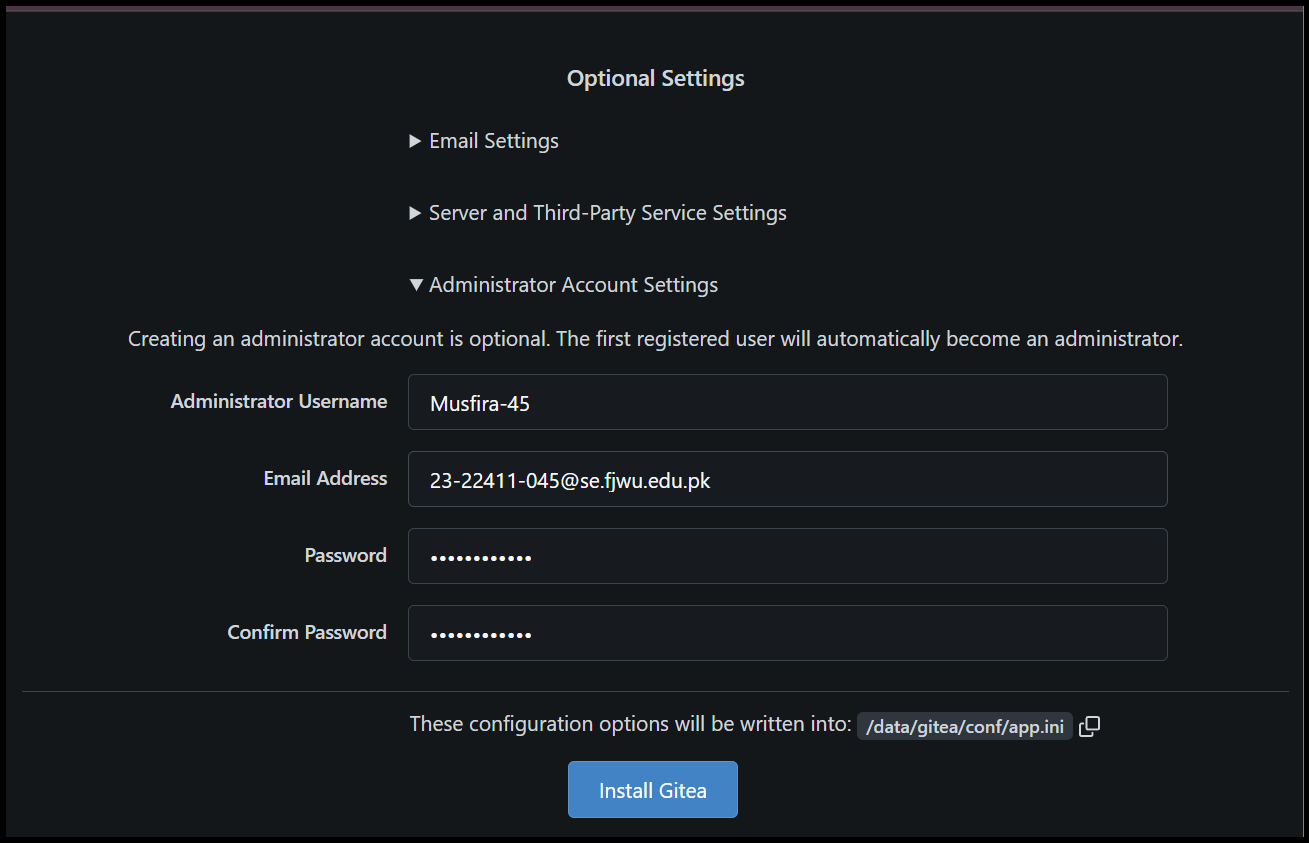 Optional Settings
Email Settings
Server and Third-Party Service Settings
Administrator Account Settings
Creating an administrator account is optional. The first registered user will automatically become an administrator.
Administrator Username Musfira-45
Email Address 23-22411-045@se.fjwu.edu.pk
Password ••••••••••••
Confirm Password ••••••••••••
These configuration options will be written into: /data/gitea/conf/app.ini
Install Gitea